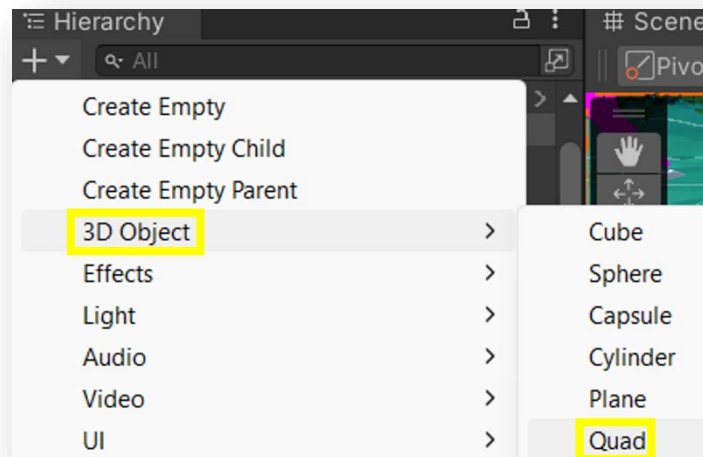 Hierarchy
# Scene
All
Pivo
Create Empty
Create Empty Child
Create Empty Parent
3D Object
Cube
Effects
Sphere
Light
Capsule
Audio
Cylinder
Video
Plane
UI
Quad